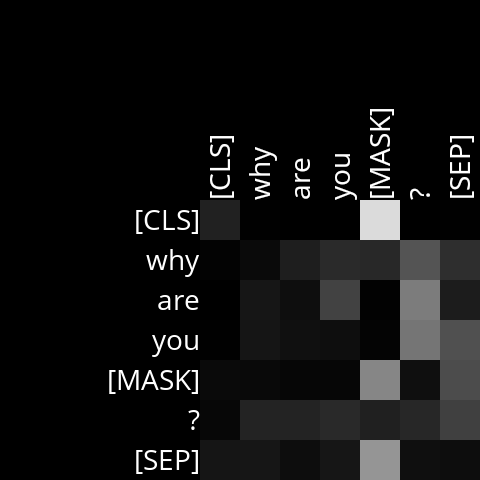 [CLS] why are you [MASK] ? [SEP]
[CLS]
why
are
you
[MASK]
?
[SEP]